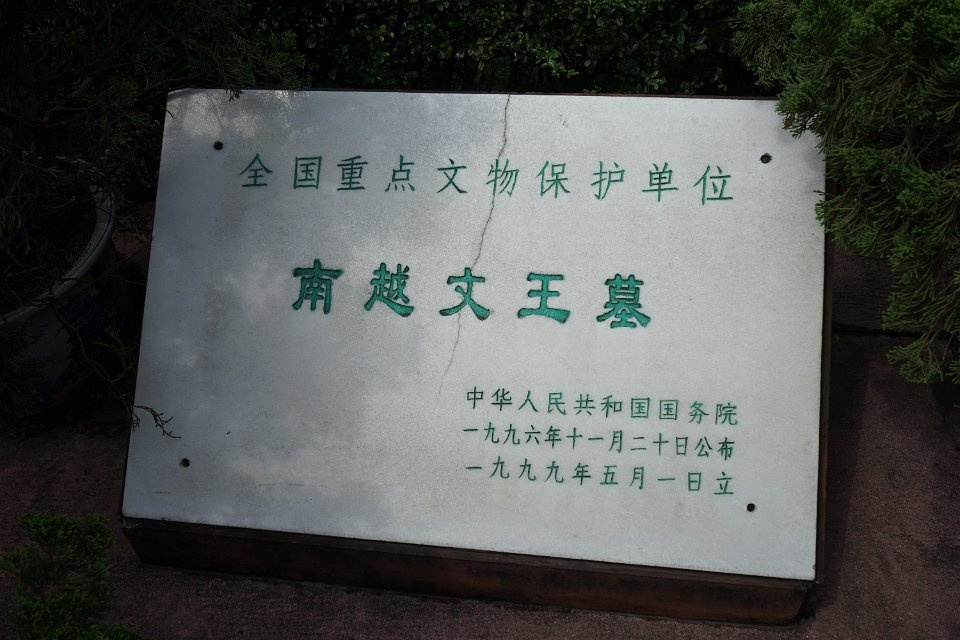 全国重点文物保护单位
南越文王墓
中华人民共和国国务院
一九九六年十一月二十日公布
一九九九年五月一日立